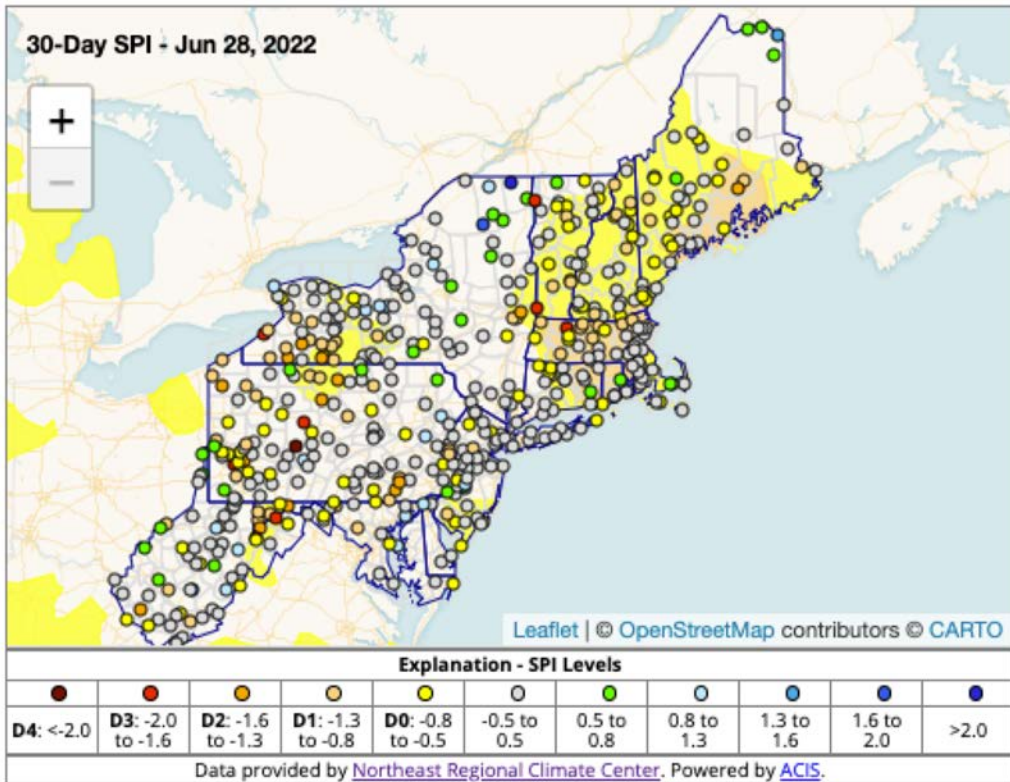 30-Day SPI - Jun 28, 2022
+
−
Leaflet | © OpenStreetMap contributors © CARTO
Explanation - SPI Levels
D4: <-2.0
D3: -2.0 to -1.6
D2: -1.6 to -1.3
D1: -1.3 to -0.8
D0: -0.8 to -0.5
-0.5 to 0.5
0.5 to 0.8
0.8 to 1.3
1.3 to 1.6
1.6 to 2.0
>2.0
Data provided by Northeast Regional Climate Center. Powered by ACIS.